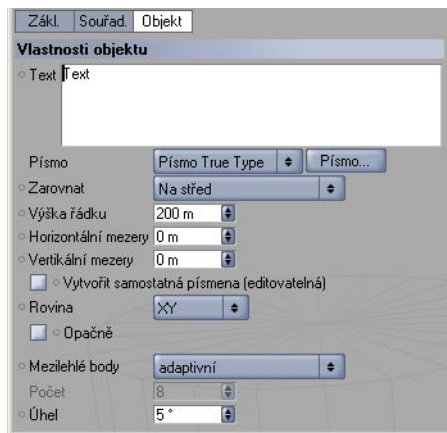 Zákl. Souřad. Objekt
Vlastnosti objektu
Text Text
Písmo Písmo True Type Písmo...
Zarovnat Na střed
Výška řádku 200 m
Horizontální mezery 0 m
Vertikální mezery 0 m
Vytvořit samostatná písmena (editovatelná)
Rovina XY
Opačně
Mezilehlé body adaptivní
Počet 8
Úhel 5 °